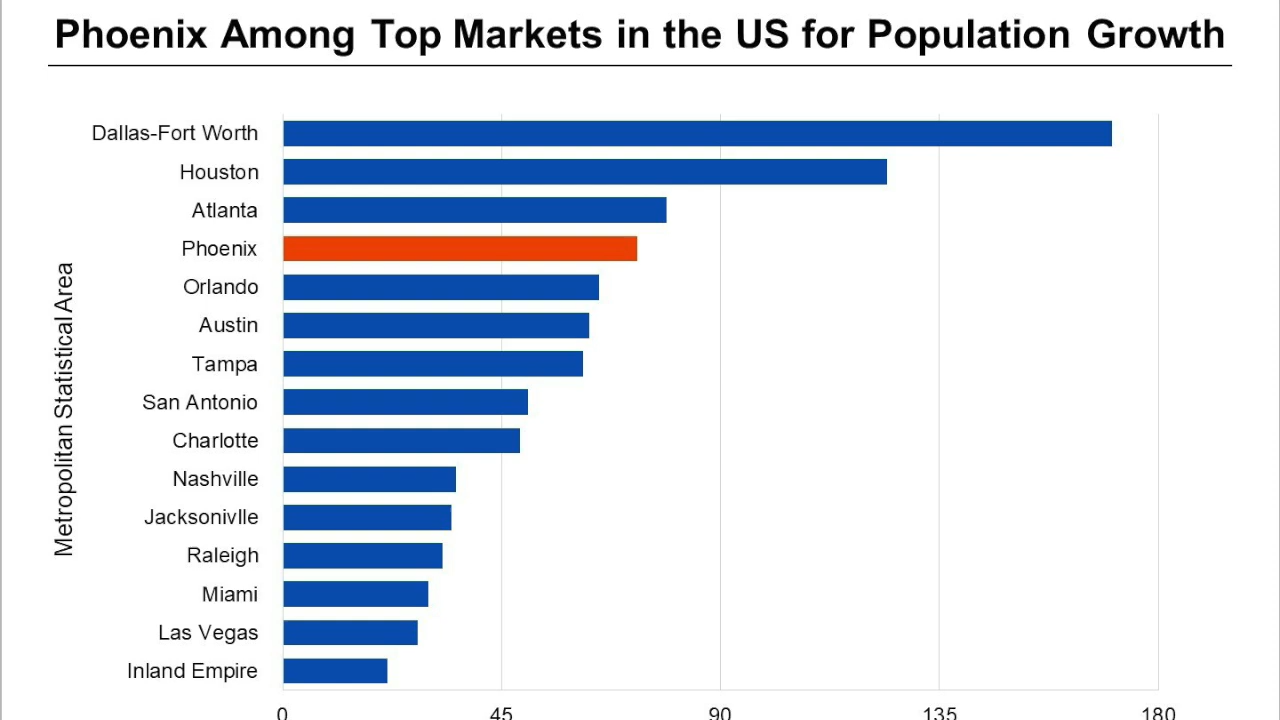 Phoenix Among Top Markets in the US for Population Growth
Metropolitan Statistical Area
Dallas-Fort Worth
Houston
Atlanta
Phoenix
Orlando
Austin
Tampa
San Antonio
Charlotte
Nashville
Jacksonivlle
Raleigh
Miami
Las Vegas
Inland Empire
0 45 90 135 180